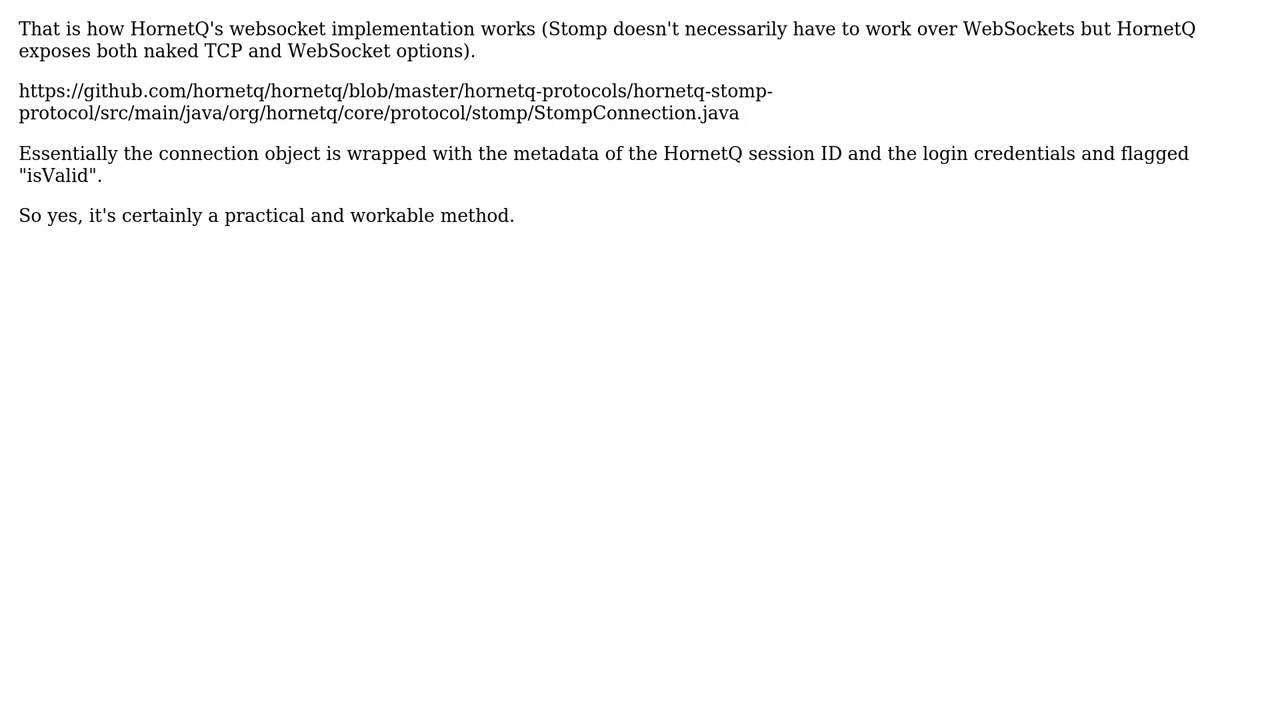 That is how HornetQ's websocket implementation works (Stomp doesn't necessarily have to work over WebSockets but HornetQ
exposes both naked TCP and WebSocket options).
https://github.com/hornetq/hornetq/blob/master/hornetq-protocols/hornetq-stomp-
protocol/src/main/java/org/hornetq/core/protocol/stomp/StompConnection.java
Essentially the connection object is wrapped with the metadata of the HornetQ session ID and the login credentials and flagged
"isValid".
So yes, it's certainly a practical and workable method.